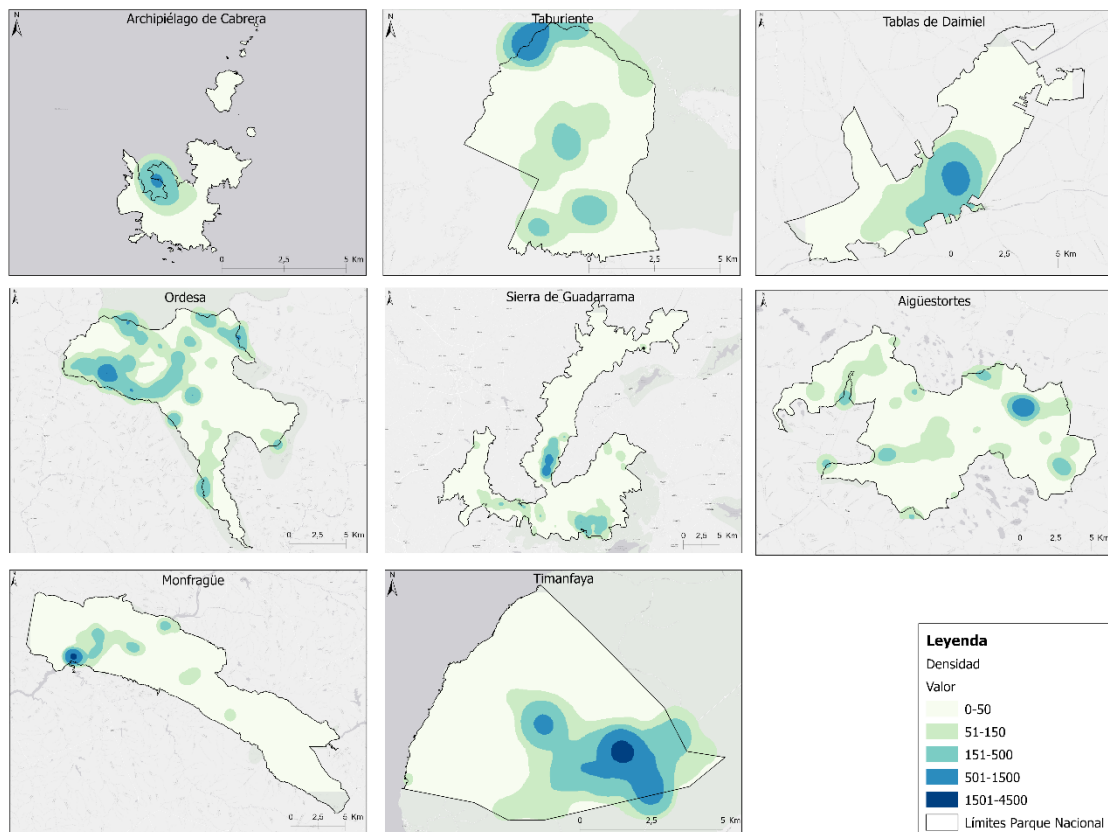 Archipiélago de Cabrera
N
0 2,5 5 Km
Taburiente
N
0 2,5 5 Km
Tablas de Daimiel
N
0 2,5 5 Km
Ordesa
N
0 2,5 5 Km
Sierra de Guadarrama
N
0 5 Km
Aigüestortes
N
0 2,5 5 Km
Monfragüe
N
0 2,5 5 Km
Timanfaya
N
0 2,5 5 Km
Leyenda
Densidad
Valor
0-50
51-150
151-500
501-1500
1501-4500
Límites Parque Nacional